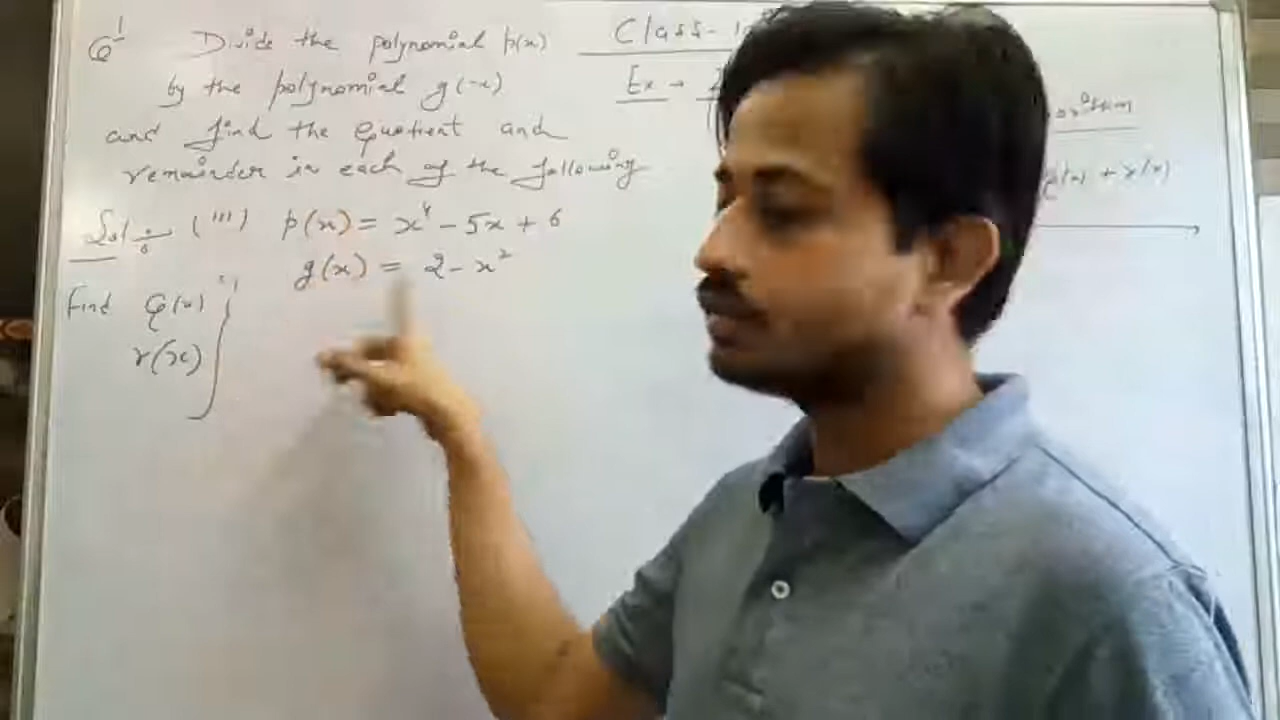 Q1 Divide the polynomial p(x)
by the polynomial g(x)
and find the Quotient and
remainder in each of the following
Sol (III) p(x) = x⁴ - 5x + 6
g(x) = 2 - x²
Find q(x)
r(x)
Class-
Ex →
+ r(x)